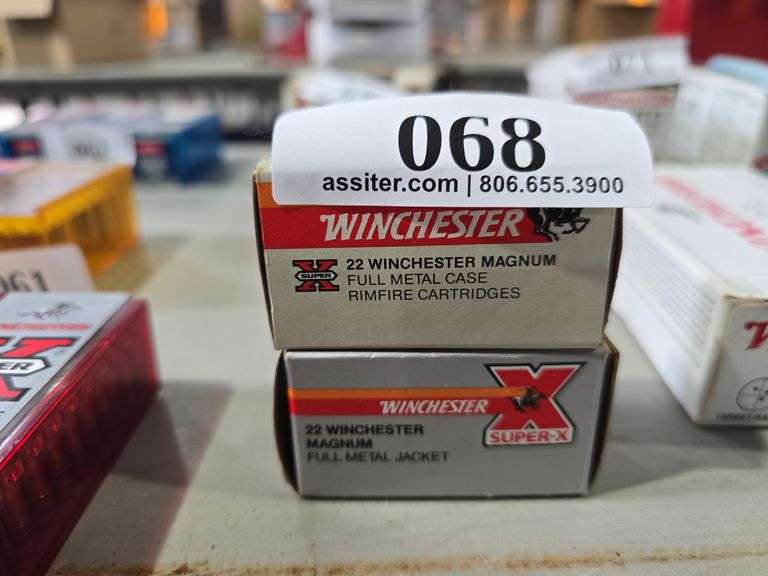 068
assiter.com | 806.655.3900
WINCHESTER
SUPER X
22 WINCHESTER MAGNUM
FULL METAL CASE
RIMFIRE CARTRIDGES
WINCHESTER
X
SUPER-X
22 WINCHESTER
MAGNUM
FULL METAL JACKET
061
071